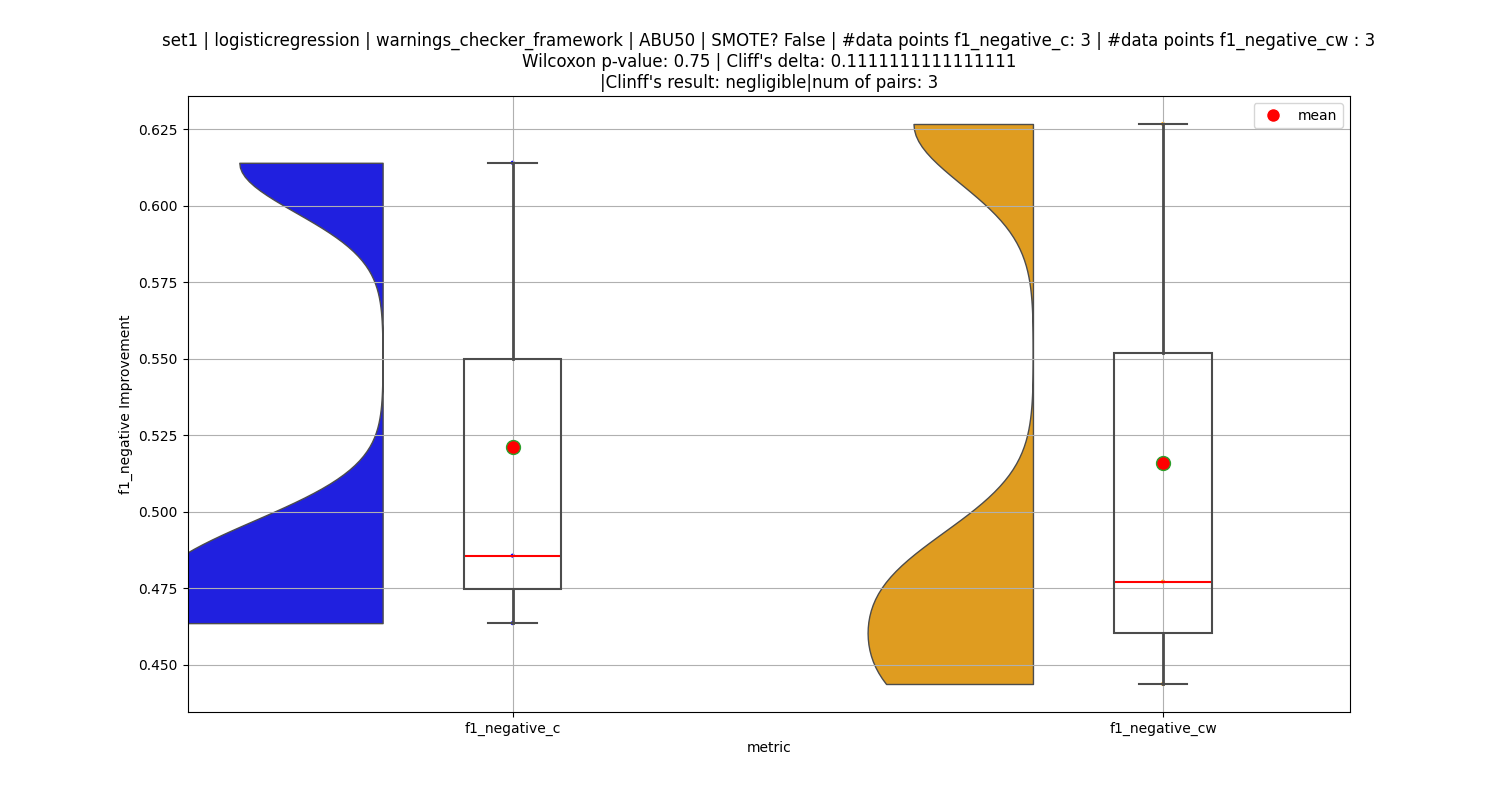 set1 | logisticregression | warnings_checker_framework | ABU50 | SMOTE? False | #data points f1_negative_c: 3 | #data points f1_negative_cw : 3
Wilcoxon p-value: 0.75 | Cliff's delta: 0.1111111111111111
|Clinff's result: negligible|num of pairs: 3
mean
0.625
0.600
0.575
0.550
0.525
0.500
0.475
0.450
f1_negative Improvement
f1_negative_c
f1_negative_cw
metric